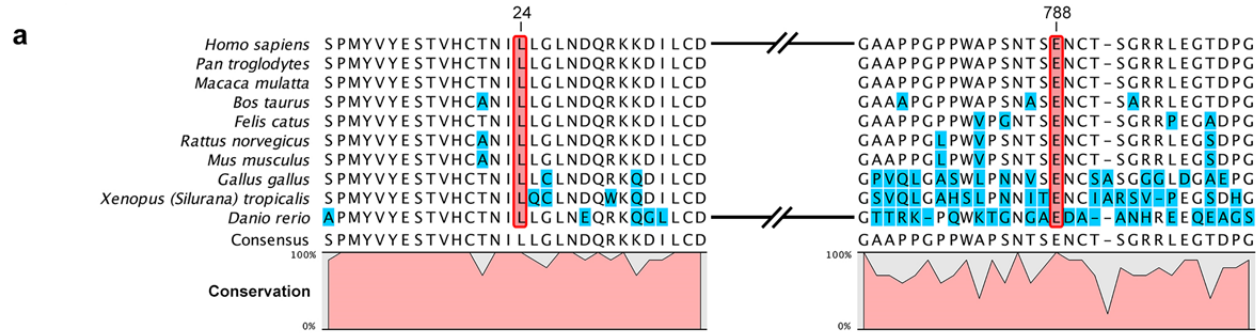 a
24
788
Homo sapiens SPMYVYESTVHCTNILLGLNDQRKKDILCD GAAPPGPPWAPSNTSENCT-SGRRLEGTDPG
Pan troglodytes SPMYVYESTVHCTNILLGLNDQRKKDILCD GAAPPGPPWAPSNTSENCT-SGRRLEGTDPG
Macaca mulatta SPMYVYESTVHCTNILLGLNDQRKKDILCD GAAPPGPPWAPSNTSENCT-SGRRLEGTDPG
Bos taurus SPMYVYESTVHCANILLGLNDQRKKDILCD GAAAPGPPWAPSNASENCT-SARRLEGTDPG
Felis catus SPMYVYESTVHCTNILLGLNDQRKKDILCD GAAPPGPPWVPGNTSENCT-SGRRPEGADPG
Rattus norvegicus SPMYVYESTVHCANILLGLNDQRKKDILCD GAAPPGLPWVPSNTSENCT-SGRRLEGSDPG
Mus musculus SPMYVYESTVHCANILLGLNDQRKKDILCD GAAPPGLPWVPSNTSENCT-SGRRLEGSDPG
Gallus gallus SPMYVYESTVHCTNILLCLNDQRKQDILCD GPVQLGASWLPNNVSENCSASGGGLDGAEPG
Xenopus (Silurana) tropicalis SPMYVYESTVHCTNILQCLNDQWKQDILCD GSVQLGAHSLPNNITENCIARSV-PEGSDHG
Danio rerio APMYVYESTVHCTNILLGLNEQRKQGLLCD GTTRK-PQWKTGNGAEDA--ANHREEQEAGS
Consensus SPMYVYESTVHCTNILLGLNDQRKKDILCD GAAPPGPPWAPSNTSENCT-SGRRLEGTDPG
100% 100%
Conservation
0% 0%